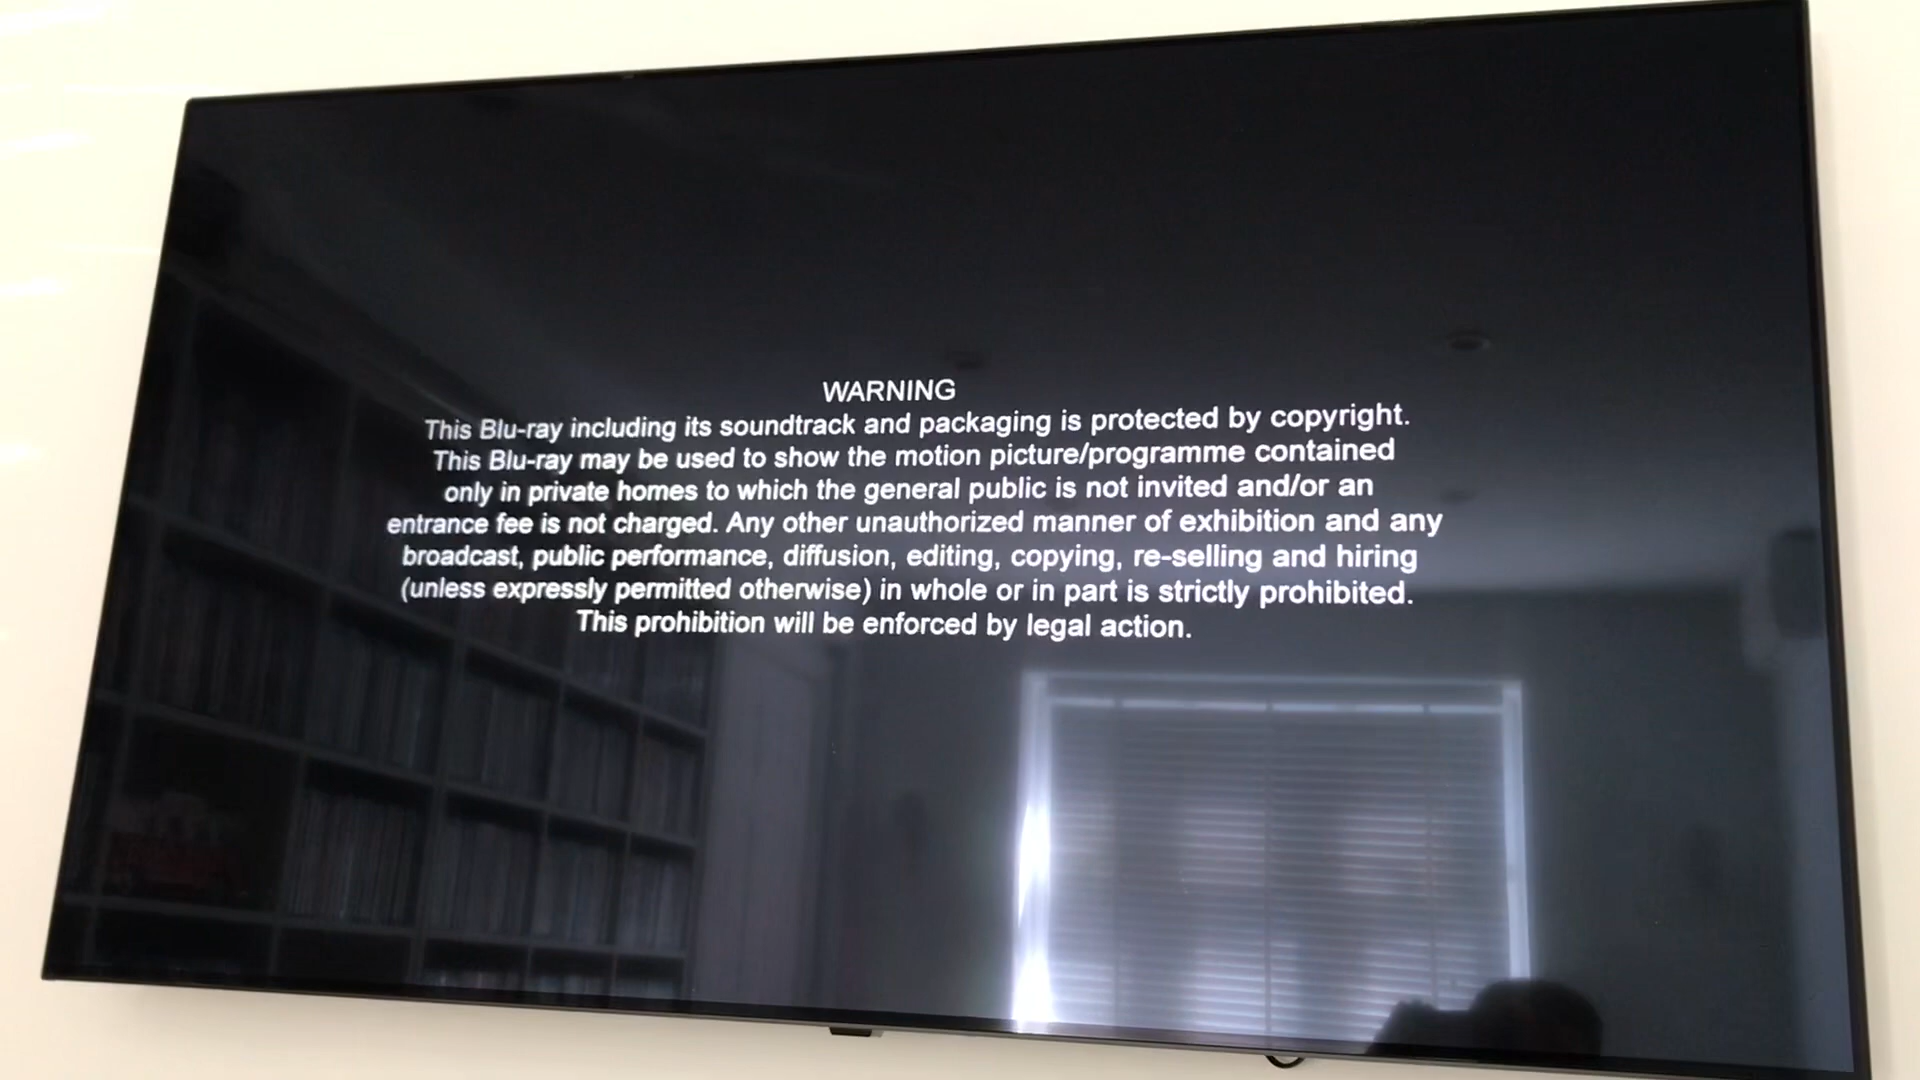 WARNING
This Blu-ray including its soundtrack and packaging is protected by copyright.
This Blu-ray may be used to show the motion picture/programme contained
only in private homes to which the general public is not invited and/or an
entrance fee is not charged. Any other unauthorized manner of exhibition and any
broadcast, public performance, diffusion, editing, copying, re-selling and hiring
(unless expressly permitted otherwise) in whole or in part is strictly prohibited.
This prohibition will be enforced by legal action.